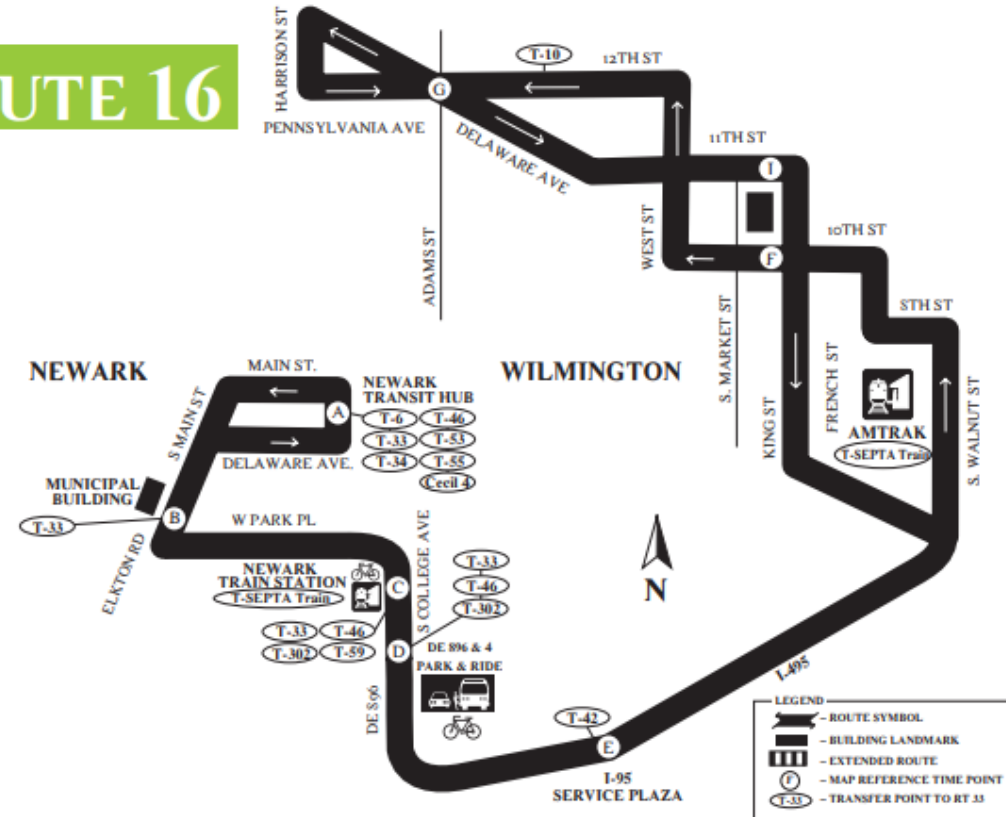 UTE 16
HARRISON ST
T-10
12TH ST
G
PENNSYLVANIA AVE
DELAWARE AVE
11TH ST
I
ADAMS ST
WEST ST
10TH ST
F
S. MARKET ST
8TH ST
KING ST
FRENCH ST
AMTRAK
T-SEPTA Train
S. WALNUT ST
NEWARK
WILMINGTON
MAIN ST.
S MAIN ST
A
NEWARK
TRANSIT HUB
T-6 T-46
T-33 T-53
T-34 T-55
Cecil 4
DELAWARE AVE.
MUNICIPAL
BUILDING
T-33
B
ELKTON RD
W PARK PL
S COLLEGE AVE
NEWARK
TRAIN STATION
T-SEPTA Train
C
T-33 T-46
T-302 T-59
T-33
T-46
T-302
D
DE 896 & 4
PARK & RIDE
DE 896
N
T-42
E
I-95
SERVICE PLAZA
I-495
LEGEND
– ROUTE SYMBOL
– BUILDING LANDMARK
– EXTENDED ROUTE
F – MAP REFERENCE TIME POINT
T-33 – TRANSFER POINT TO RT 33